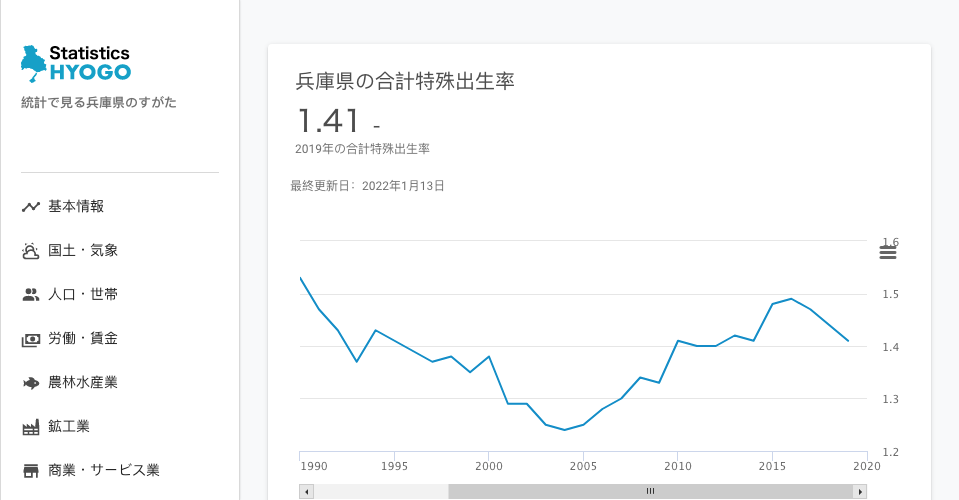 Statistics
HYOGO
統計で見る兵庫県のすがた
基本情報
国土・気象
人口・世帯
労働・賃金
農林水産業
鉱工業
商業・サービス業
兵庫県の合計特殊出生率
1.41 -
2019年の合計特殊出生率
最終更新日：2022年1月13日
1.6
1.5
1.4
1.3
1.2
1990 1995 2000 2005 2010 2015 2020